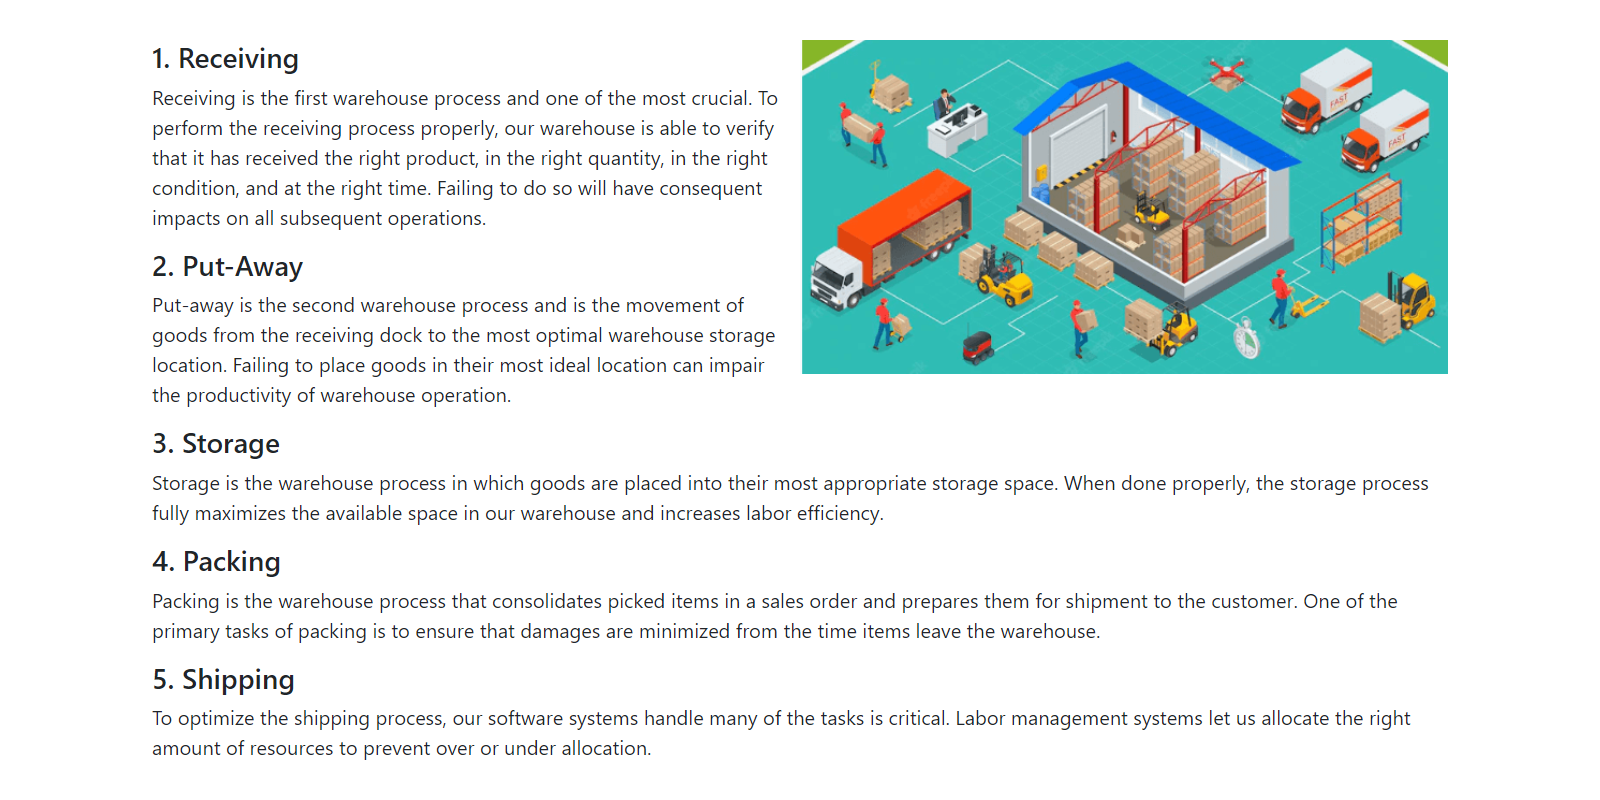 1. Receiving
Receiving is the first warehouse process and one of the most crucial. To
perform the receiving process properly, our warehouse is able to verify
that it has received the right product, in the right quantity, in the right
condition, and at the right time. Failing to do so will have consequent
impacts on all subsequent operations.
2. Put-Away
Put-away is the second warehouse process and is the movement of
goods from the receiving dock to the most optimal warehouse storage
location. Failing to place goods in their most ideal location can impair
the productivity of warehouse operation.
FAST
FAST
3. Storage
Storage is the warehouse process in which goods are placed into their most appropriate storage space. When done properly, the storage process
fully maximizes the available space in our warehouse and increases labor efficiency.
4. Packing
Packing is the warehouse process that consolidates picked items in a sales order and prepares them for shipment to the customer. One of the
primary tasks of packing is to ensure that damages are minimized from the time items leave the warehouse.
5. Shipping
To optimize the shipping process, our software systems handle many of the tasks is critical. Labor management systems let us allocate the right
amount of resources to prevent over or under allocation.